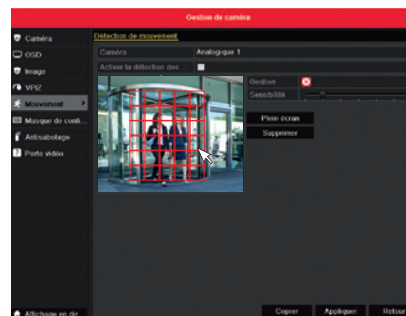 Gestion de caméra
Caméra
OSD
Image
VPIZ
Mouvement
Masque de confi...
Antisabotage
Perte vidéo
Affichage en dir
Détection de mouvement
Caméra Analogique 1
Activer la détection des ...
Gestion
Sensibilité
Plein écran
Supprimer
Copier Appliquer Retour